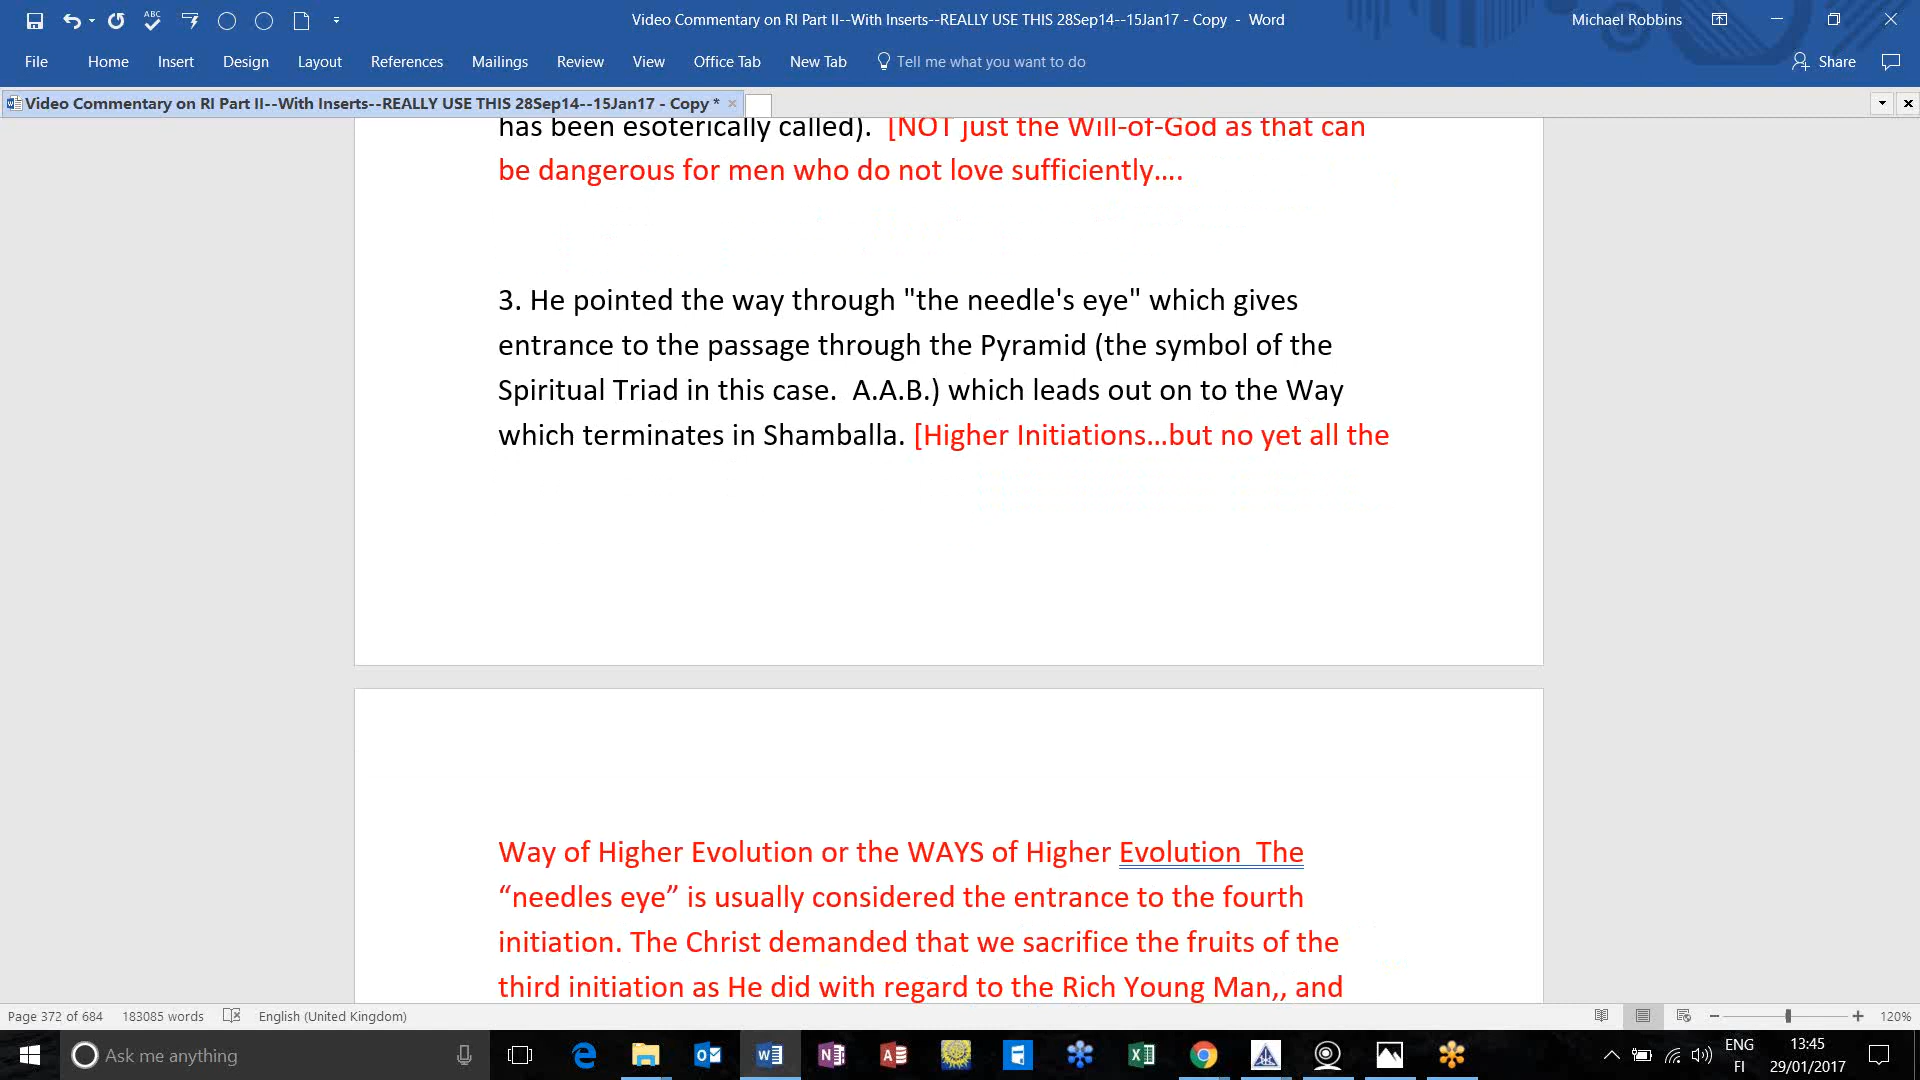 Video Commentary on RI Part II--With Inserts--REALLY USE THIS 28Sep14--15Jan17 - Copy - Word
Michael Robbins
File Home Insert Design Layout References Mailings Review View Office Tab New Tab Tell me what you want to do Share
Video Commentary on RI Part II--With Inserts--REALLY USE THIS 28Sep14--15Jan17 - Copy *
has been esoterically called). [NOT just the Will-of-God as that can
be dangerous for men who do not love sufficiently….
3. He pointed the way through "the needle's eye" which gives
entrance to the passage through the Pyramid (the symbol of the
Spiritual Triad in this case.  A.A.B.) which leads out on to the Way
which terminates in Shamballa. [Higher Initiations…but no yet all the
Way of Higher Evolution or the WAYS of Higher Evolution  The
“needles eye” is usually considered the entrance to the fourth
initiation. The Christ demanded that we sacrifice the fruits of the
third initiation as He did with regard to the Rich Young Man,, and
Page 372 of 684 183085 words English (United Kingdom) 120%
Ask me anything
ENG
FI
13:45
29/01/2017